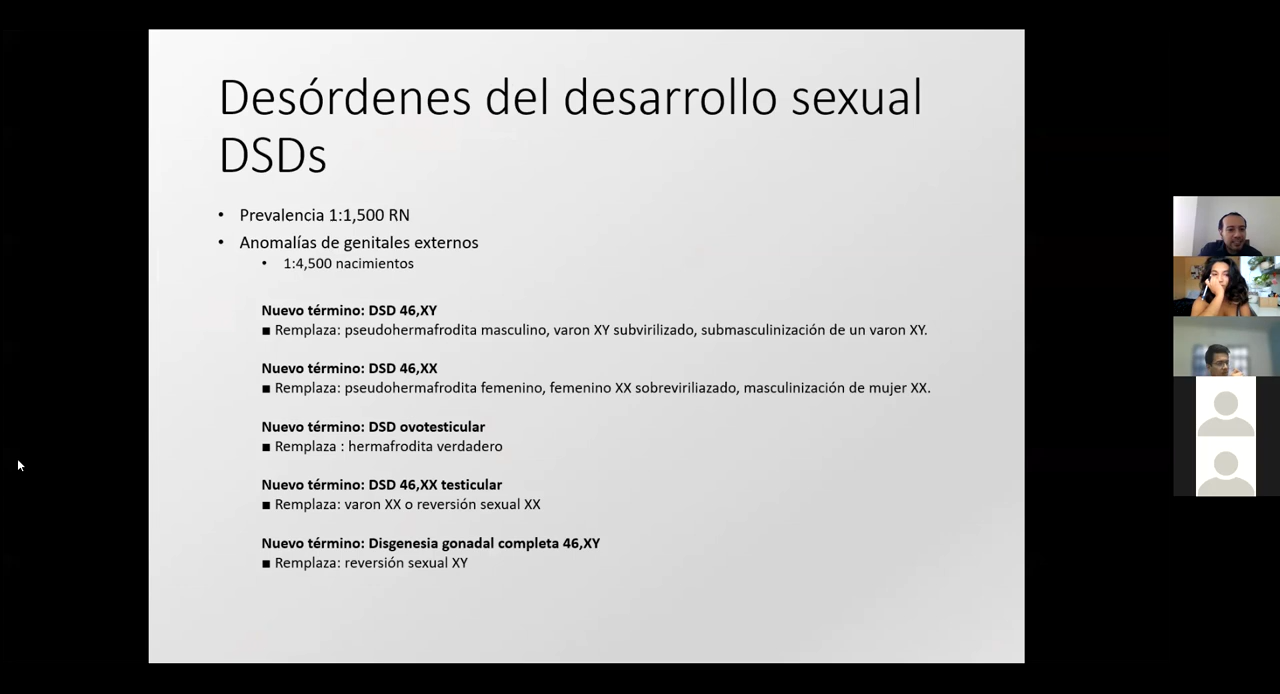 Desórdenes del desarrollo sexual
DSDs
• Prevalencia 1:1,500 RN
• Anomalías de genitales externos
• 1:4,500 nacimientos
Nuevo término: DSD 46,XY
■ Remplaza: pseudohermafrodita masculino, varon XY subvirilizado, submasculinización de un varon XY.
Nuevo término: DSD 46,XX
■ Remplaza: pseudohermafrodita femenino, femenino XX sobreviriliazado, masculinización de mujer XX.
Nuevo término: DSD ovotesticular
■ Remplaza : hermafrodita verdadero
Nuevo término: DSD 46,XX testicular
■ Remplaza: varon XX o reversión sexual XX
Nuevo término: Disgenesia gonadal completa 46,XY
■ Remplaza: reversión sexual XY